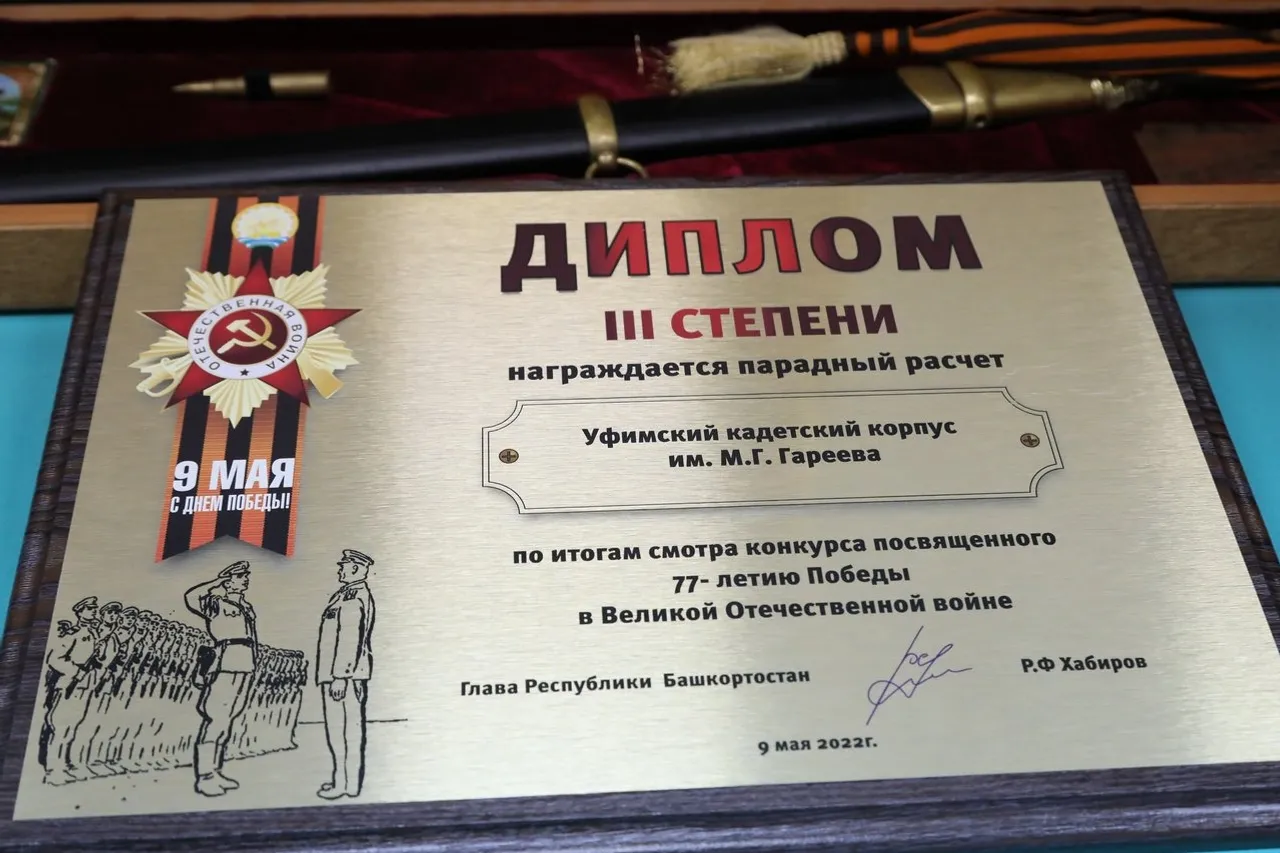 ДИПЛОМ
III СТЕПЕНИ
награждается парадный расчет
Уфимский кадетский корпус
им. М.Г. Гареева
по итогам смотра конкурса посвященного
77- летию Победы
в Великой Отечественной войне
Глава Республики Башкортостан
Р.Ф Хабиров
9 мая 2022г.
ОТЕЧЕСТВЕННАЯ ВОЙНА
9 МАЯ
С ДНЕМ ПОБЕДЫ!